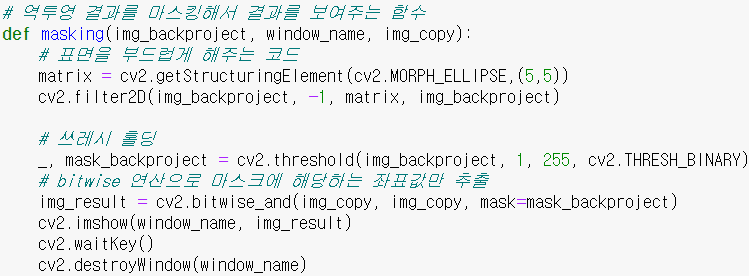 # 역투영 결과를 마스킹해서 결과를 보여주는 함수
def masking(img_backproject, window_name, img_copy):
    # 표면을 부드럽게 해주는 코드
    matrix = cv2.getStructuringElement(cv2.MORPH_ELLIPSE,(5,5))
    cv2.filter2D(img_backproject, -1, matrix, img_backproject)

    # 쓰레시 홀딩
    _, mask_backproject = cv2.threshold(img_backproject, 1, 255, cv2.THRESH_BINARY)
    # bitwise 연산으로 마스크에 해당하는 좌표값만 추출
    img_result = cv2.bitwise_and(img_copy, img_copy, mask=mask_backproject)
    cv2.imshow(window_name, img_result)
    cv2.waitKey()
    cv2.destroyWindow(window_name)